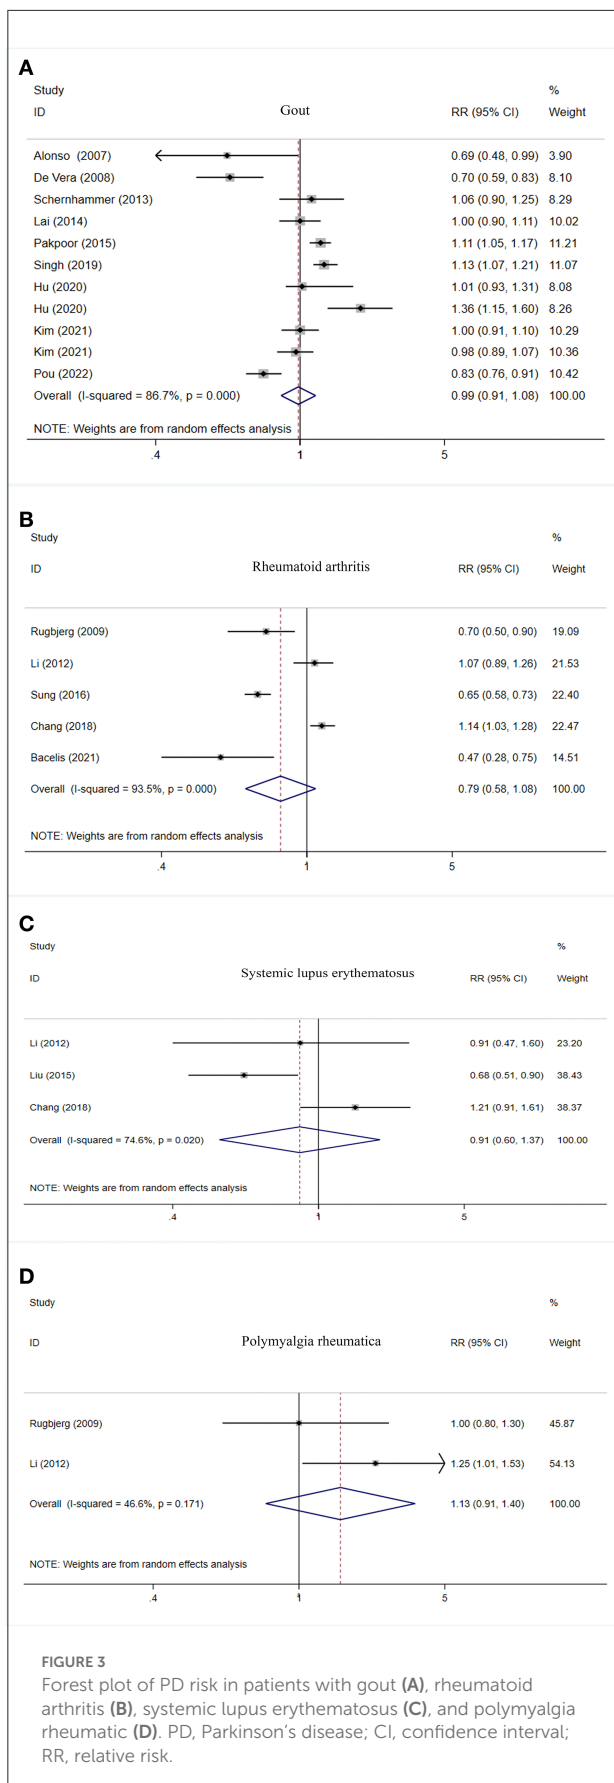 A
Study %
ID Gout RR (95% CI) Weight
Alonso (2007) 0.69 (0.48, 0.99) 3.90
De Vera (2008) 0.70 (0.59, 0.83) 8.10
Schernhammer (2013) 1.06 (0.90, 1.25) 8.29
Lai (2014) 1.00 (0.90, 1.11) 10.02
Pakpoor (2015) 1.11 (1.05, 1.17) 11.21
Singh (2019) 1.13 (1.07, 1.21) 11.07
Hu (2020) 1.01 (0.93, 1.31) 8.08
Hu (2020) 1.36 (1.15, 1.60) 8.26
Kim (2021) 1.00 (0.91, 1.10) 10.29
Kim (2021) 0.98 (0.89, 1.07) 10.36
Pou (2022) 0.83 (0.76, 0.91) 10.42
Overall (I-squared = 86.7%, p = 0.000) 0.99 (0.91, 1.08) 100.00
NOTE: Weights are from random effects analysis
.4 1 5
B
Study %
ID Rheumatoid arthritis RR (95% CI) Weight
Rugbjerg (2009) 0.70 (0.50, 0.90) 19.09
Li (2012) 1.07 (0.89, 1.26) 21.53
Sung (2016) 0.65 (0.58, 0.73) 22.40
Chang (2018) 1.14 (1.03, 1.28) 22.47
Bacelis (2021) 0.47 (0.28, 0.75) 14.51
Overall (I-squared = 93.5%, p = 0.000) 0.79 (0.58, 1.08) 100.00
NOTE: Weights are from random effects analysis
.4 1 5
C
Study %
ID Systemic lupus erythematosus RR (95% CI) Weight
Li (2012) 0.91 (0.47, 1.60) 23.20
Liu (2015) 0.68 (0.51, 0.90) 38.43
Chang (2018) 1.21 (0.91, 1.61) 38.37
Overall (I-squared = 74.6%, p = 0.020) 0.91 (0.60, 1.37) 100.00
NOTE: Weights are from random effects analysis
.4 1 5
D
Study %
ID Polymyalgia rheumatica RR (95% CI) Weight
Rugbjerg (2009) 1.00 (0.80, 1.30) 45.87
Li (2012) 1.25 (1.01, 1.53) 54.13
Overall (I-squared = 46.6%, p = 0.171) 1.13 (0.91, 1.40) 100.00
NOTE: Weights are from random effects analysis
.4 1 5
FIGURE 3
Forest plot of PD risk in patients with gout (A), rheumatoid
arthritis (B), systemic lupus erythematosus (C), and polymyalgia
rheumatic (D). PD, Parkinson's disease; CI, confidence interval;
RR, relative risk.